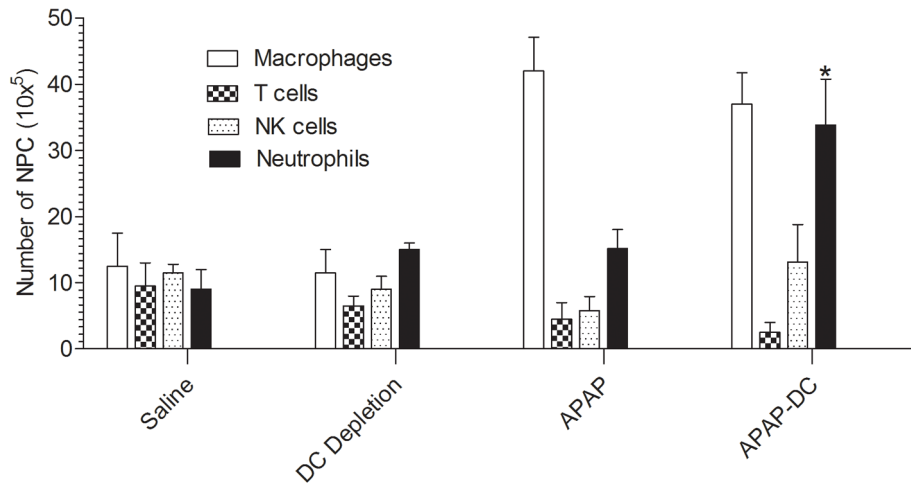 50
40
30
20
10
0
Number of NPC (10x⁵)
Macrophages
T cells
NK cells
Neutrophils
*
Saline
DC Depletion
APAP
APAP-DC